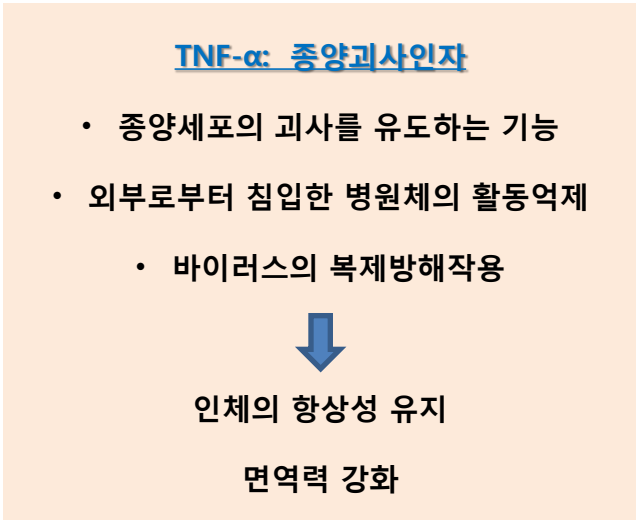 TNF-α: 종양괴사인자
• 종양세포의 괴사를 유도하는 기능
• 외부로부터 침입한 병원체의 활동억제
• 바이러스의 복제방해작용
인체의 항상성 유지
면역력 강화